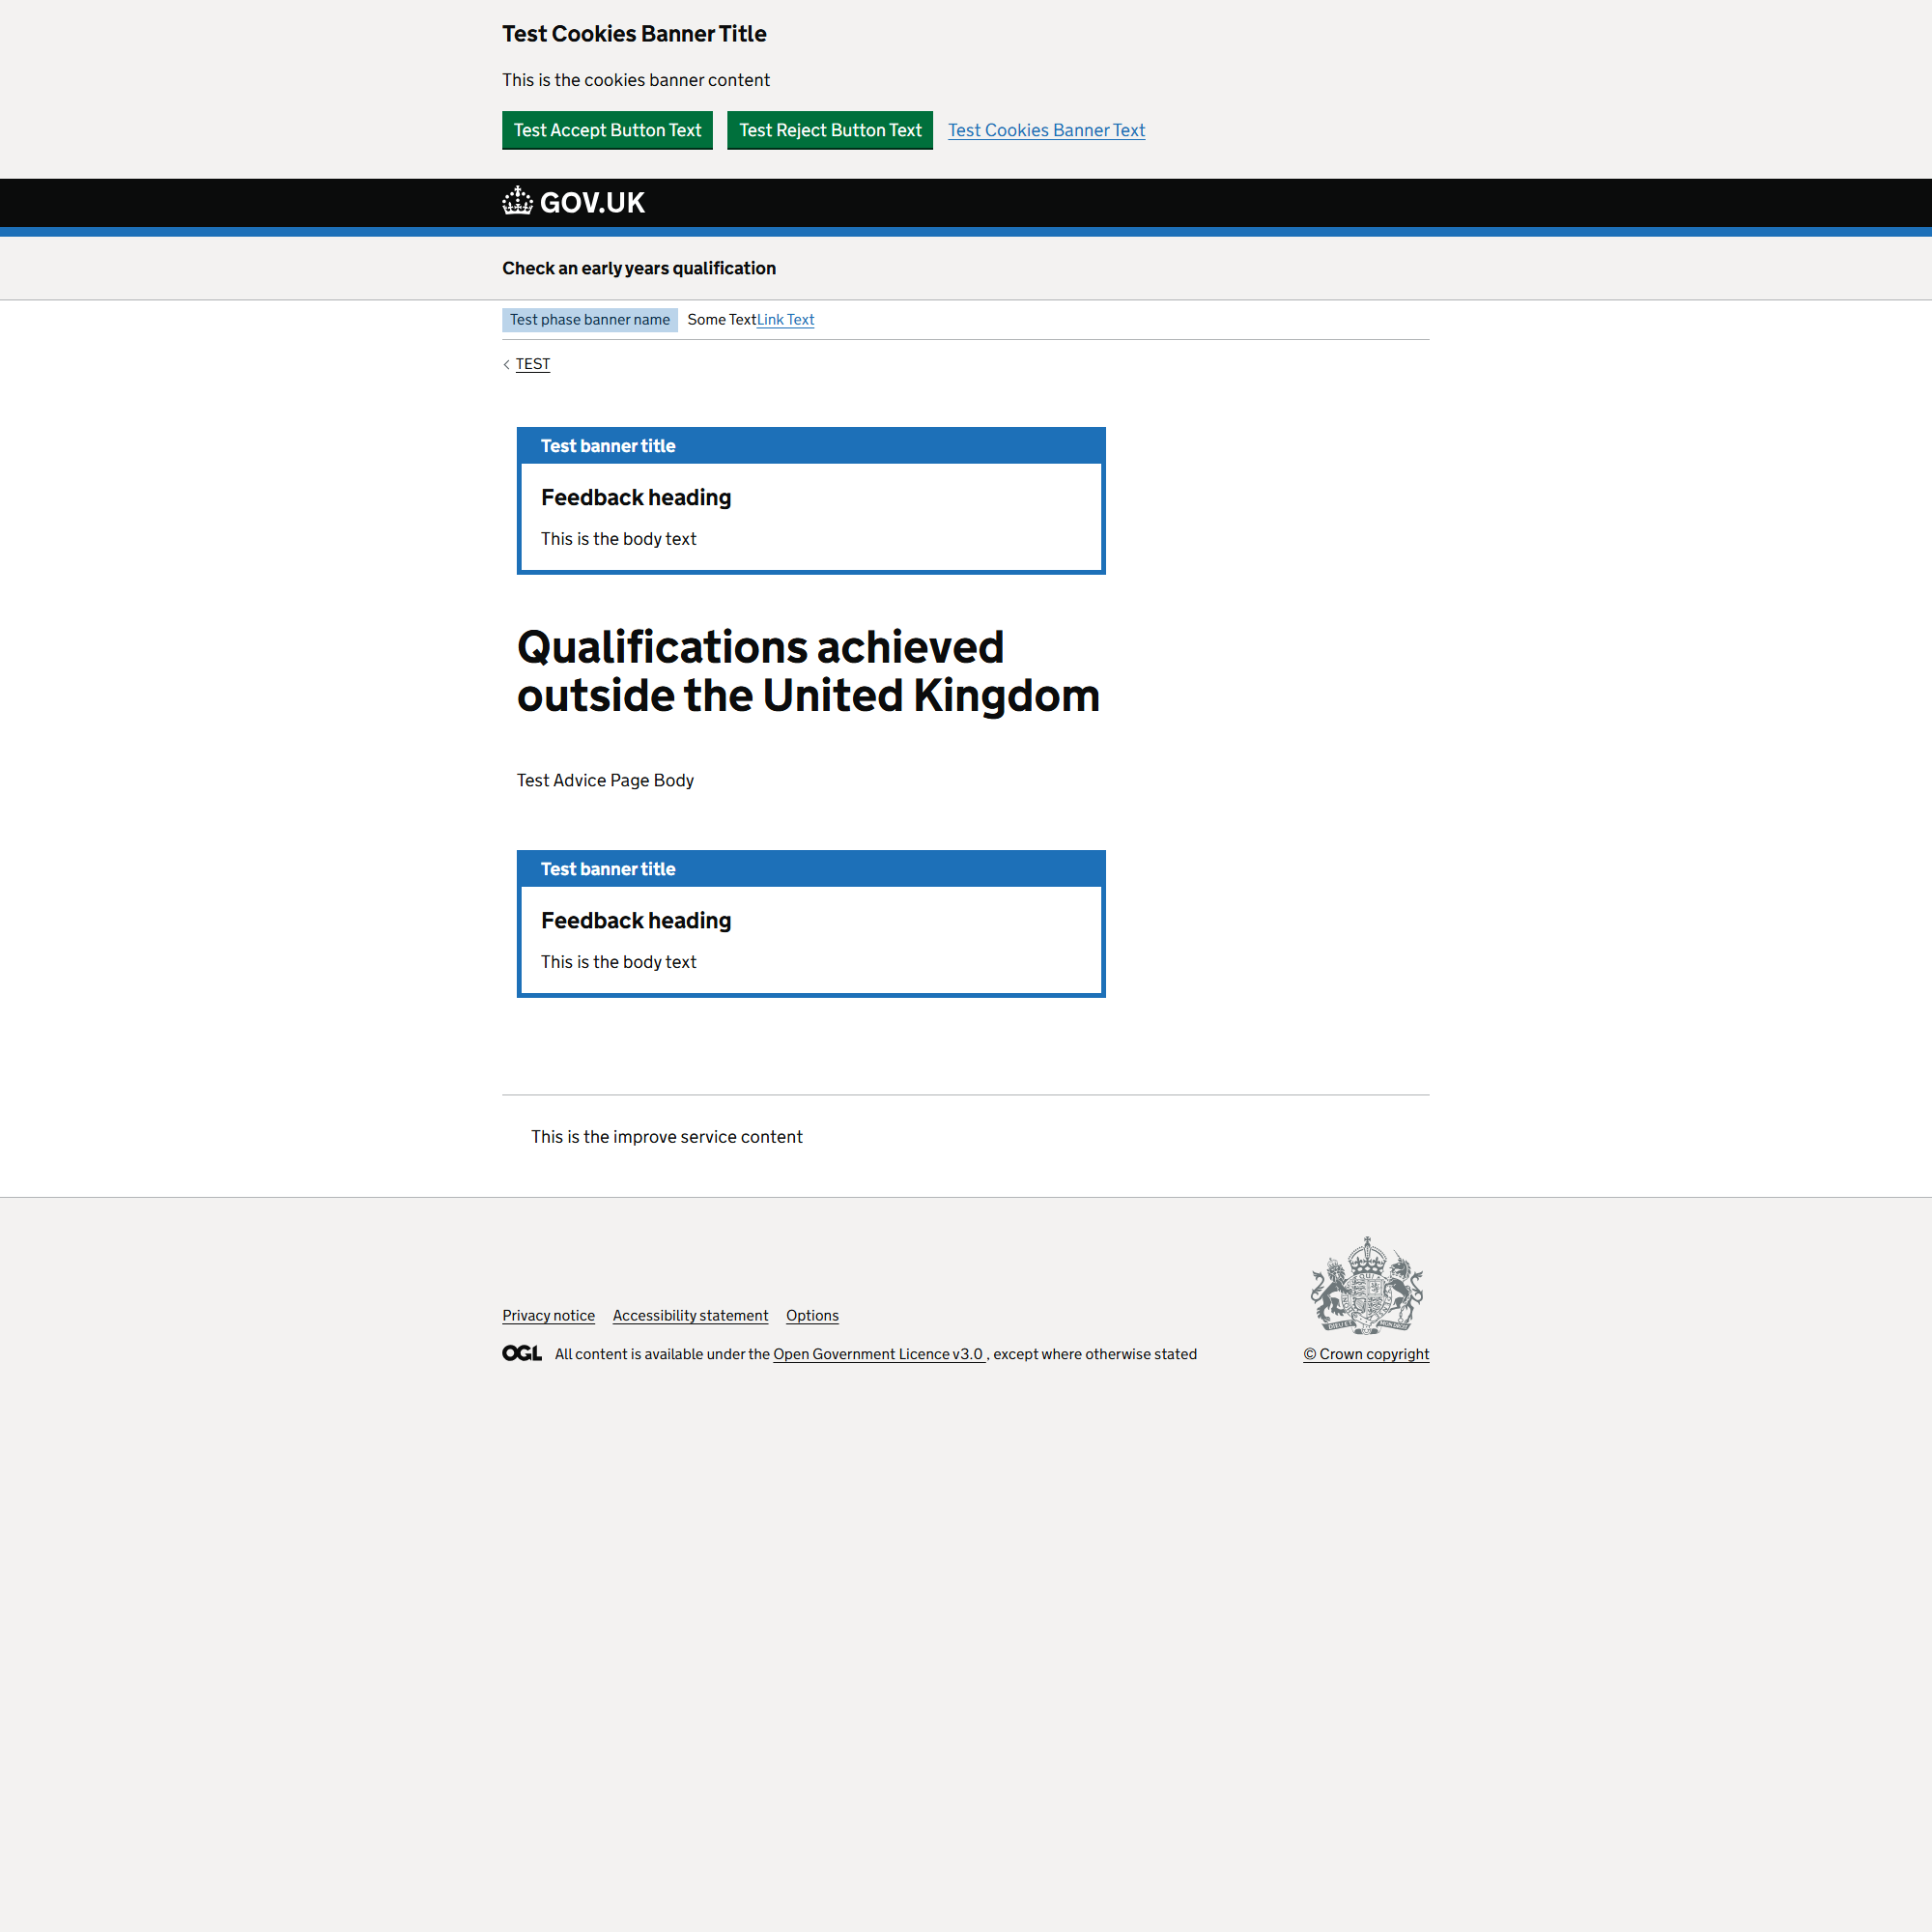 Test Cookies Banner Title
This is the cookies banner content
Test Accept Button Text Test Reject Button Text Test Cookies Banner Text
GOV.UK
Check an early years qualification
Test phase banner name Some TextLink Text
TEST
Test banner title
Feedback heading
This is the body text
Qualifications achieved
outside the United Kingdom
Test Advice Page Body
Test banner title
Feedback heading
This is the body text
This is the improve service content
Privacy notice Accessibility statement Options
OGL All content is available under the Open Government Licence v3.0 , except where otherwise stated
© Crown copyright